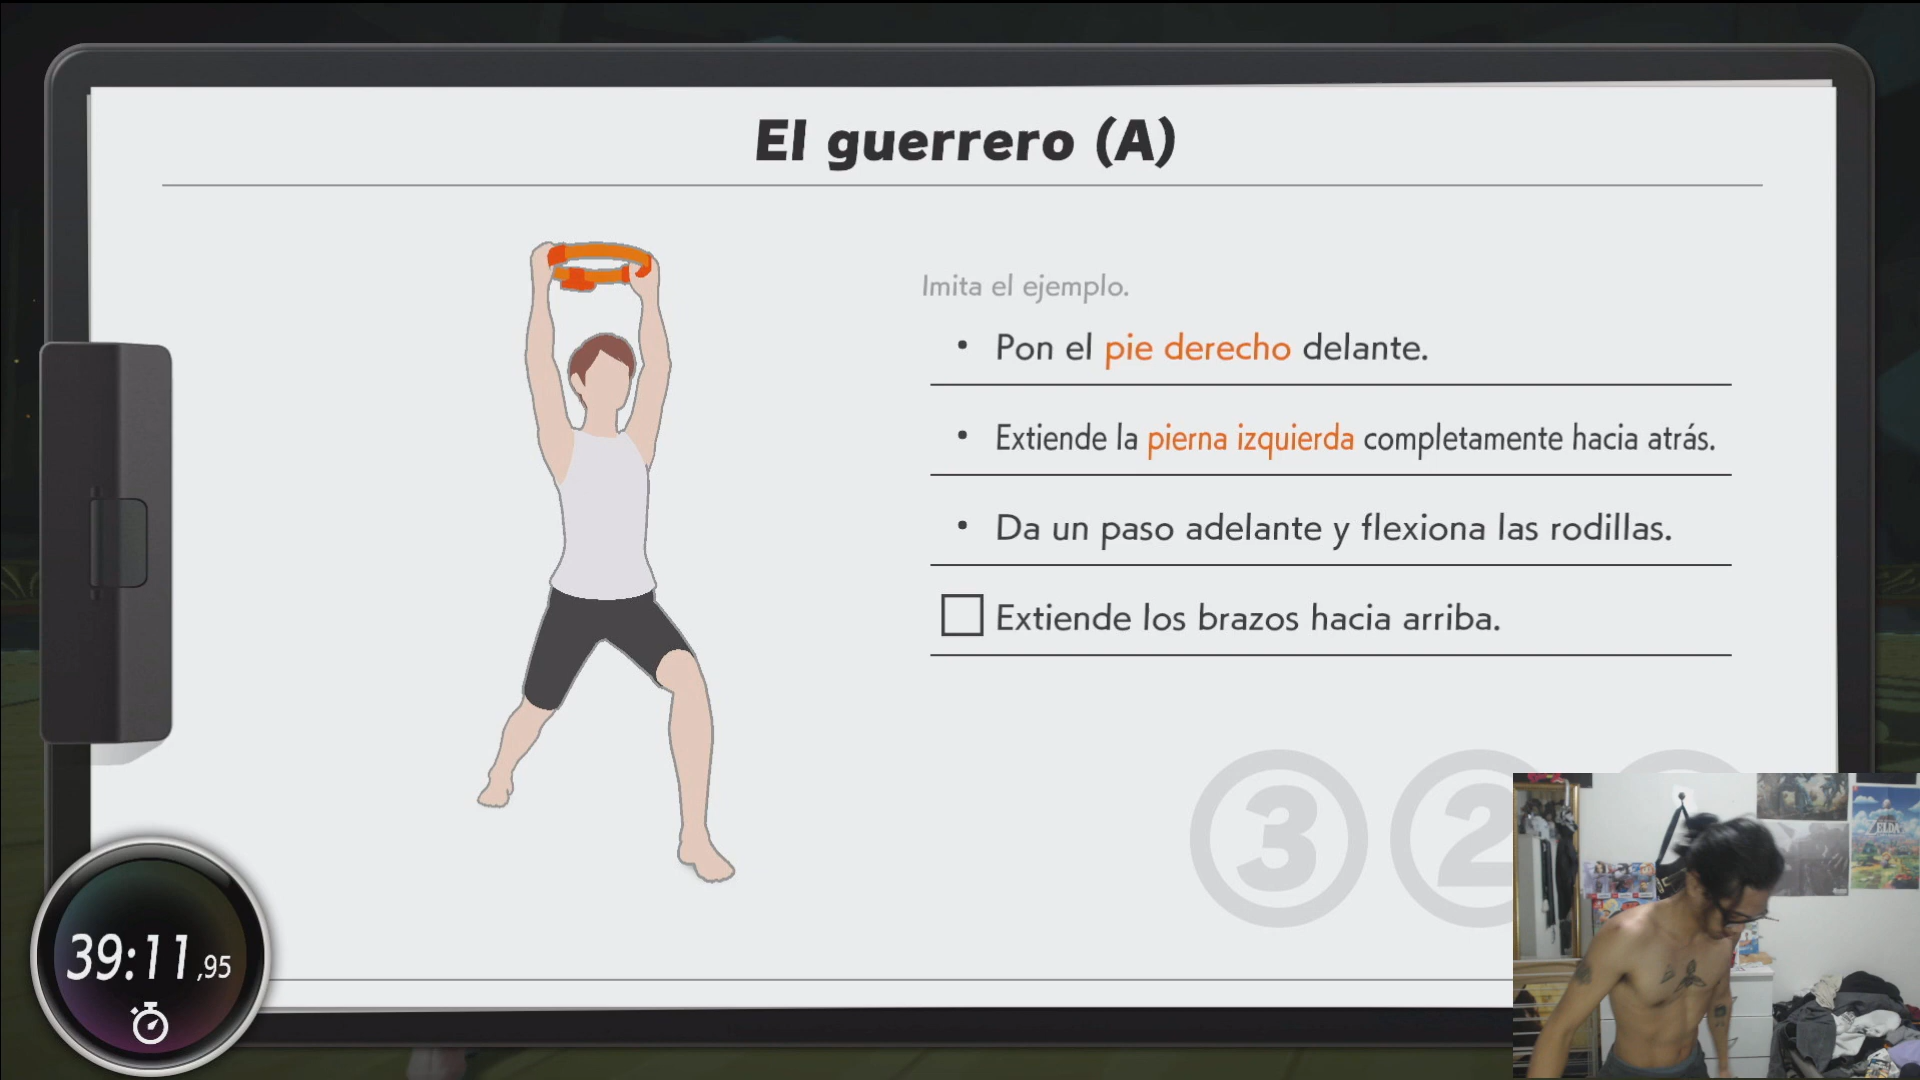 El guerrero (A)
Imita el ejemplo.
• Pon el pie derecho delante.
• Extiende la pierna izquierda completamente hacia atrás.
• Da un paso adelante y flexiona las rodillas.
Extiende los brazos hacia arriba.
3 2
39:11,95
ZELDA